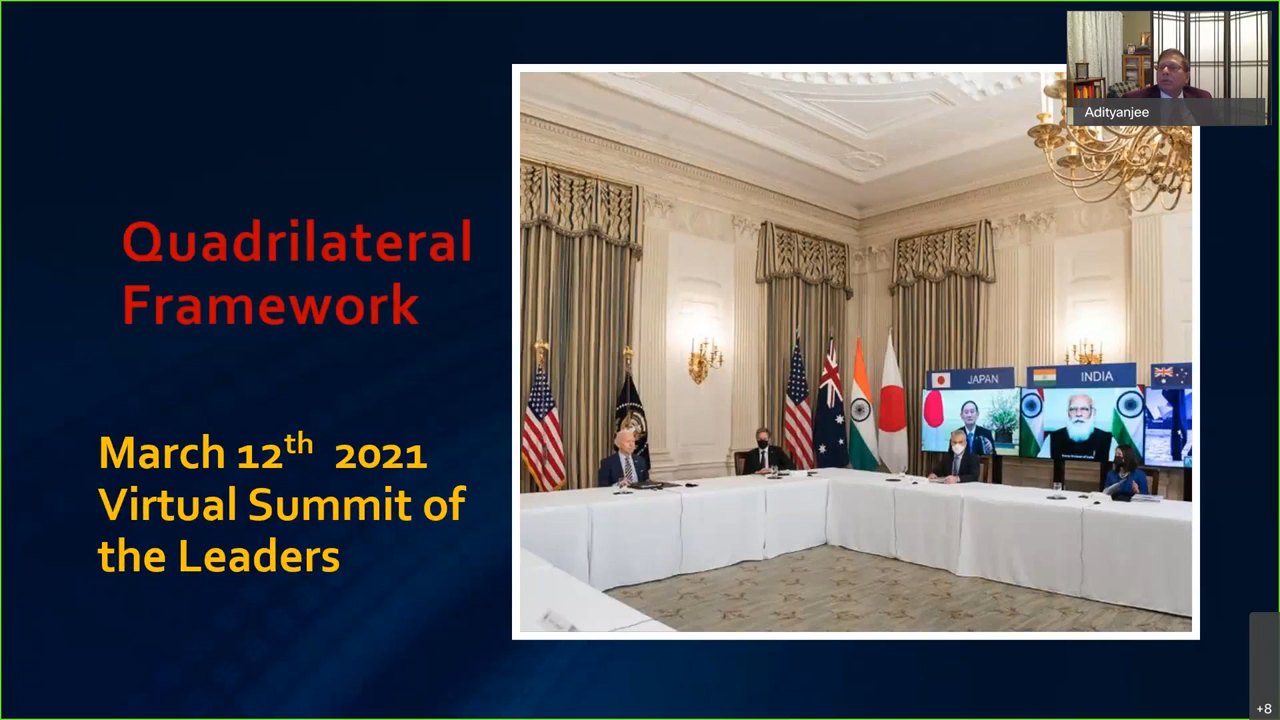 Adityanjee
Quadrilateral
Framework
March 12th 2021
Virtual Summit of
the Leaders
JAPAN
INDIA
+8